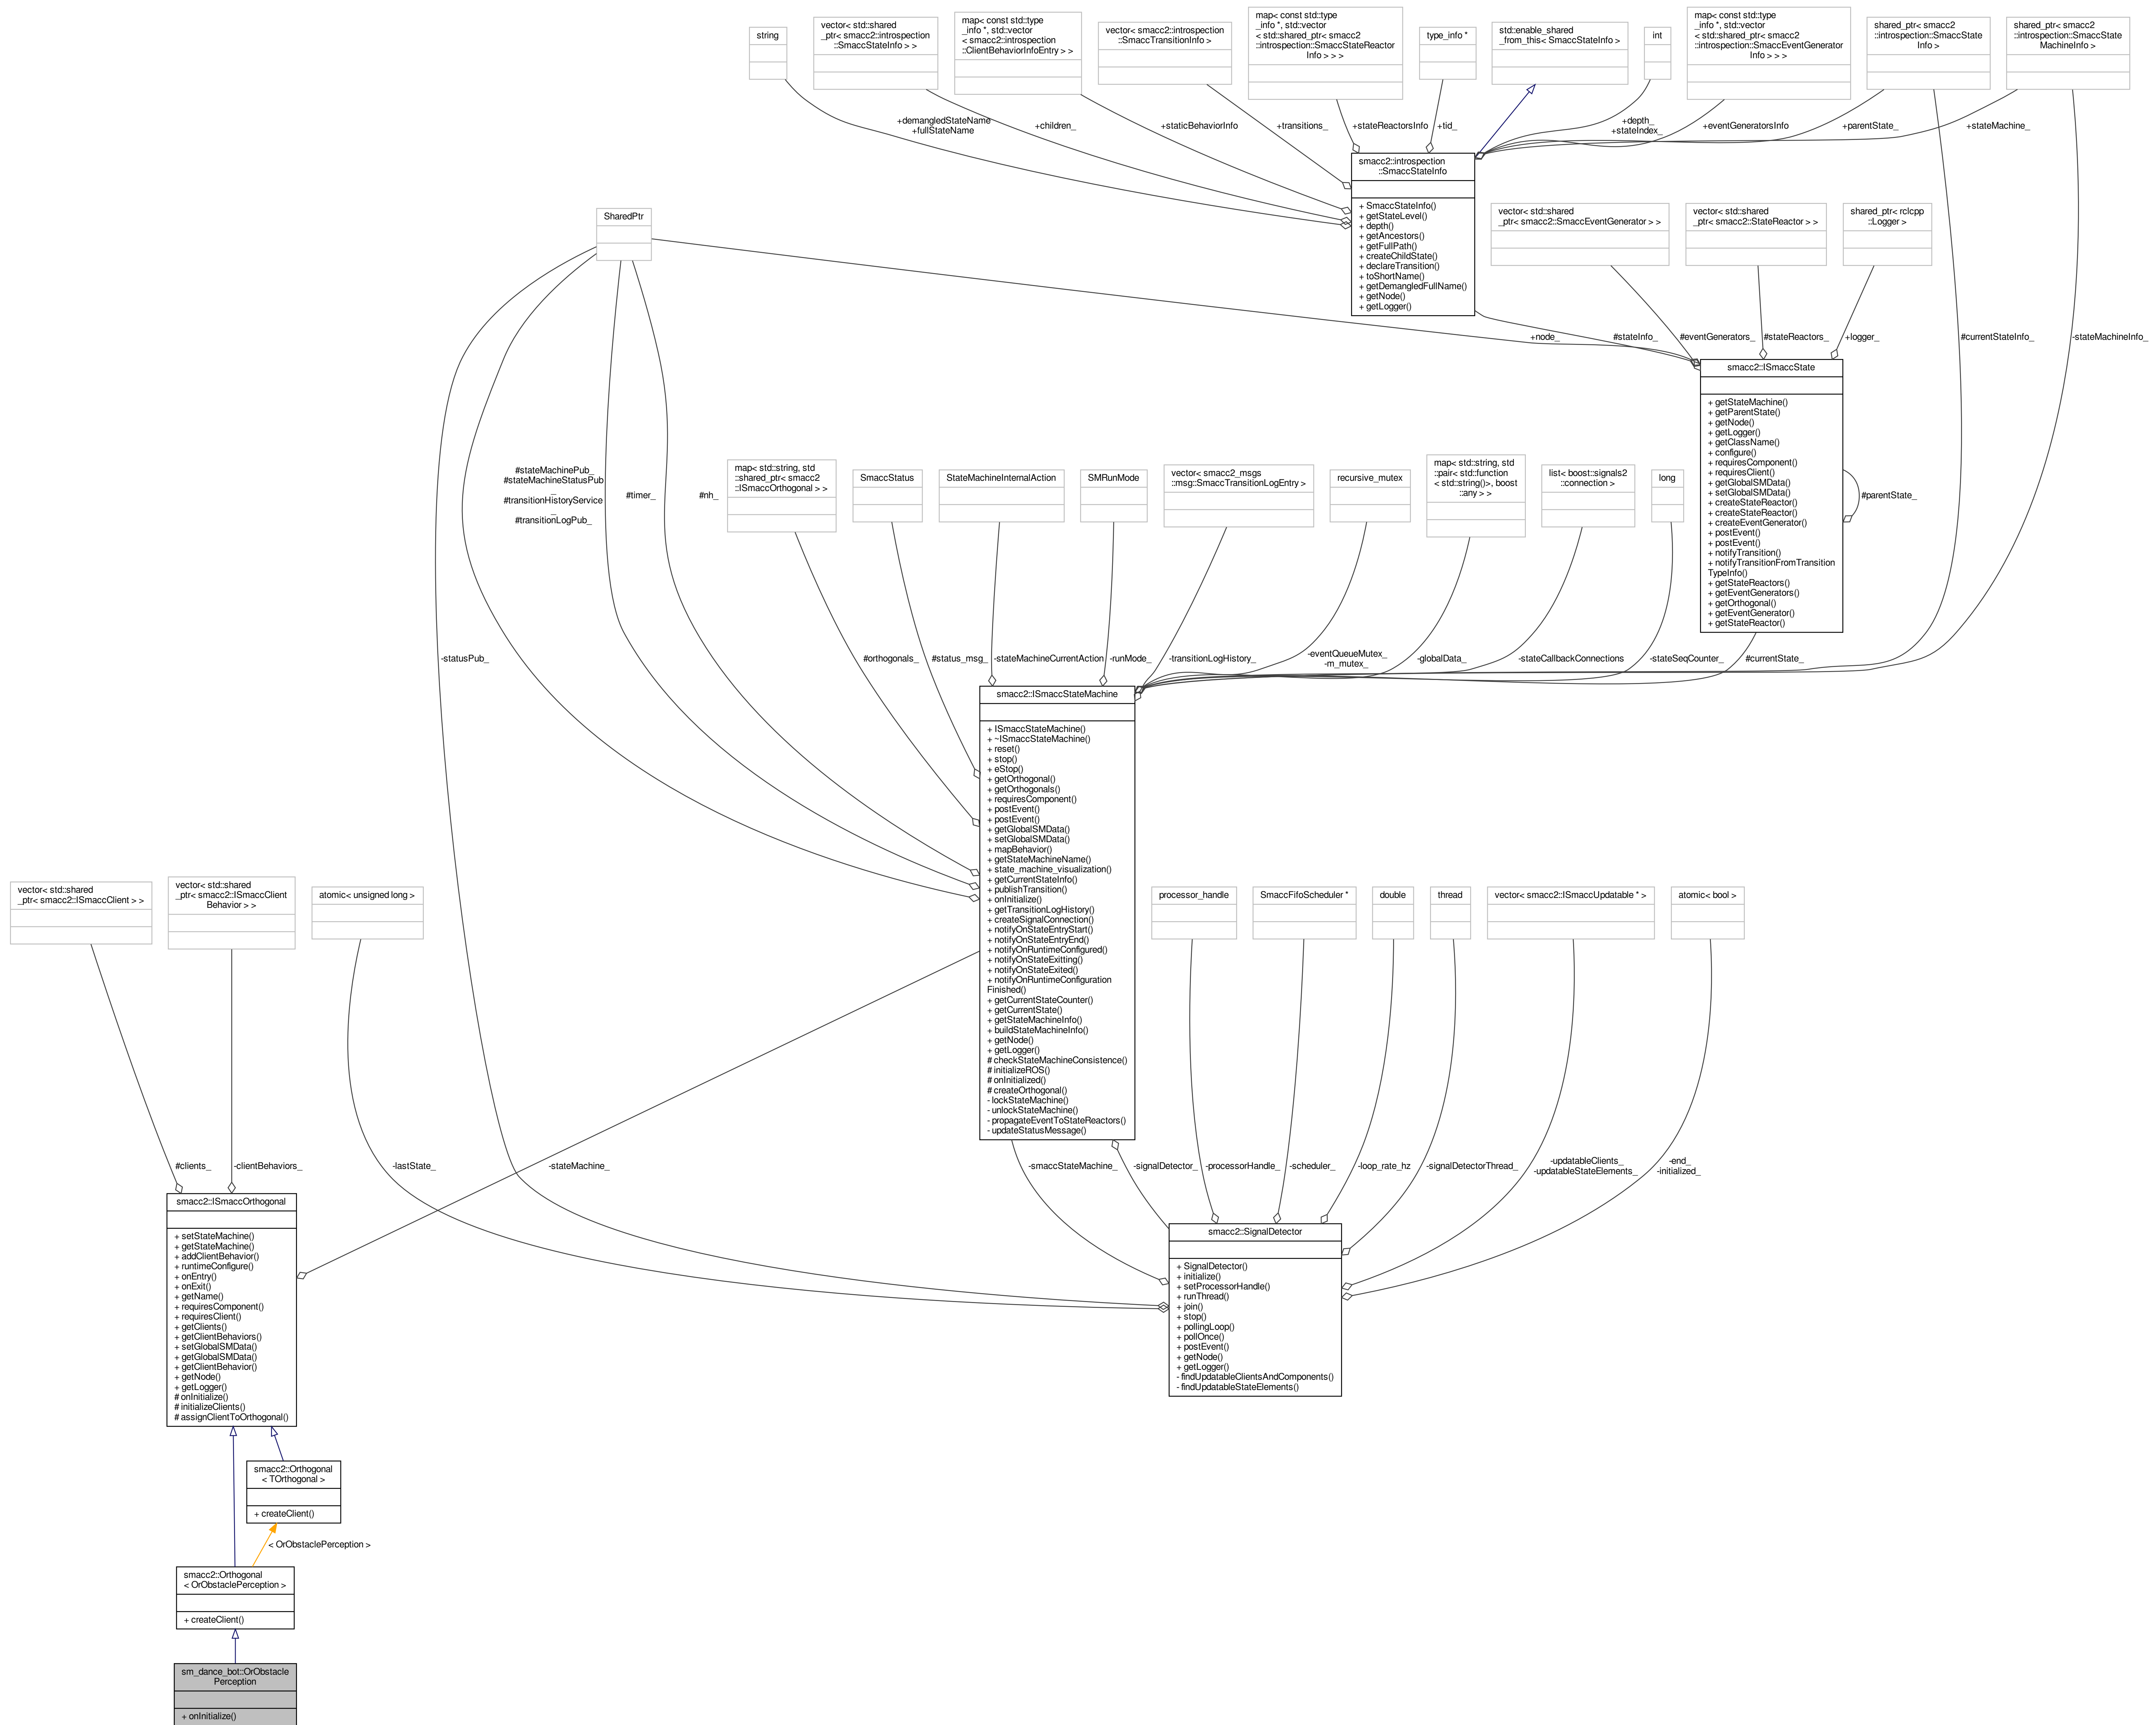 string
vector< std::shared
_ptr< smacc2::introspection
::SmaccStateInfo > >
map< const std::type
_info *, std::vector
< smacc2::introspection
::ClientBehaviorInfoEntry > >
vector< smacc2::introspection
::SmaccTransitionInfo >
map< const std::type
_info *, std::vector
< std::shared_ptr< smacc2
::introspection::SmaccStateReactor
Info > > >
type_info *
std::enable_shared
_from_this< SmaccStateInfo >
int
map< const std::type
_info *, std::vector
< std::shared_ptr< smacc2
::introspection::SmaccEventGenerator
Info > > >
shared_ptr< smacc2
::introspection::SmaccState
Info >
shared_ptr< smacc2
::introspection::SmaccState
MachineInfo >
+demangledStateName
+fullStateName
+children_
+staticBehaviorInfo
+transitions_
+stateReactorsInfo
+tid_
+depth_
+stateIndex_
+eventGeneratorsInfo
+parentState_
+stateMachine_
smacc2::introspection
::SmaccStateInfo
+ SmaccStateInfo()
+ getStateLevel()
+ depth()
+ getAncestors()
+ getFullPath()
+ createChildState()
+ declareTransition()
+ toShortName()
+ getDemangledFullName()
+ getNode()
+ getLogger()
SharedPtr
vector< std::shared
_ptr< smacc2::SmaccEventGenerator > >
vector< std::shared
_ptr< smacc2::StateReactor > >
shared_ptr< rclcpp
::Logger >
+node_
#stateInfo_
#eventGenerators_
#stateReactors_
+logger_
#currentStateInfo_
-stateMachineInfo_
smacc2::ISmaccState
+ getStateMachine()
+ getParentState()
+ getNode()
+ getLogger()
+ getClassName()
+ configure()
+ requiresComponent()
+ requiresClient()
+ getGlobalSMData()
+ setGlobalSMData()
+ createStateReactor()
+ createStateReactor()
+ createEventGenerator()
+ postEvent()
+ postEvent()
+ notifyTransition()
+ notifyTransitionFromTransition
TypeInfo()
+ getStateReactors()
+ getEventGenerators()
+ getOrthogonal()
+ getEventGenerator()
+ getStateReactor()
#parentState_
#stateMachinePub_
#stateMachineStatusPub
_
#transitionHistoryService
_
#transitionLogPub_
#timer_
#nh_
map< std::string, std
::shared_ptr< smacc2
::ISmaccOrthogonal > >
SmaccStatus
StateMachineInternalAction
SMRunMode
vector< smacc2_msgs
::msg::SmaccTransitionLogEntry >
recursive_mutex
map< std::string, std
::pair< std::function
< std::string()>, boost
::any > >
list< boost::signals2
::connection >
long
-statusPub_
#orthogonals_
#status_msg_
-stateMachineCurrentAction
-runMode_
-transitionLogHistory_
-eventQueueMutex_
-m_mutex_
-globalData_
-stateCallbackConnections
-stateSeqCounter_
#currentState_
smacc2::ISmaccStateMachine
+ ISmaccStateMachine()
+ ~ISmaccStateMachine()
+ reset()
+ stop()
+ eStop()
+ getOrthogonal()
+ getOrthogonals()
+ requiresComponent()
+ postEvent()
+ postEvent()
+ getGlobalSMData()
+ setGlobalSMData()
+ mapBehavior()
+ getStateMachineName()
+ state_machine_visualization()
+ getCurrentStateInfo()
+ publishTransition()
+ onInitialize()
+ getTransitionLogHistory()
+ createSignalConnection()
+ notifyOnStateEntryStart()
+ notifyOnStateEntryEnd()
+ notifyOnRuntimeConfigured()
+ notifyOnStateExitting()
+ notifyOnStateExited()
+ notifyOnRuntimeConfiguration
Finished()
+ getCurrentStateCounter()
+ getCurrentState()
+ getStateMachineInfo()
+ buildStateMachineInfo()
+ getNode()
+ getLogger()
# checkStateMachineConsistence()
# initializeROS()
# onInitialized()
# createOrthogonal()
- lockStateMachine()
- unlockStateMachine()
- propagateEventToStateReactors()
- updateStatusMessage()
vector< std::shared
_ptr< smacc2::ISmaccClient > >
vector< std::shared
_ptr< smacc2::ISmaccClient
Behavior > >
atomic< unsigned long >
processor_handle
SmaccFifoScheduler *
double
thread
vector< smacc2::ISmaccUpdatable * >
atomic< bool >
#clients_
-clientBehaviors_
-lastState_
-stateMachine_
-smaccStateMachine_
-signalDetector_
-processorHandle_
-scheduler_
-loop_rate_hz
-signalDetectorThread_
-updatableClients_
-updatableStateElements_
-end_
-initialized_
smacc2::ISmaccOrthogonal
+ setStateMachine()
+ getStateMachine()
+ addClientBehavior()
+ runtimeConfigure()
+ onEntry()
+ onExit()
+ getName()
+ requiresComponent()
+ requiresClient()
+ getClients()
+ getClientBehaviors()
+ setGlobalSMData()
+ getGlobalSMData()
+ getClientBehavior()
+ getNode()
+ getLogger()
# onInitialize()
# initializeClients()
# assignClientToOrthogonal()
smacc2::SignalDetector
+ SignalDetector()
+ initialize()
+ setProcessorHandle()
+ runThread()
+ join()
+ stop()
+ pollingLoop()
+ pollOnce()
+ postEvent()
+ getNode()
+ getLogger()
- findUpdatableClientsAndComponents()
- findUpdatableStateElements()
smacc2::Orthogonal
< TOrthogonal >
+ createClient()
< OrObstaclePerception >
smacc2::Orthogonal
< OrObstaclePerception >
+ createClient()
sm_dance_bot::OrObstacle
Perception
+ onInitialize()